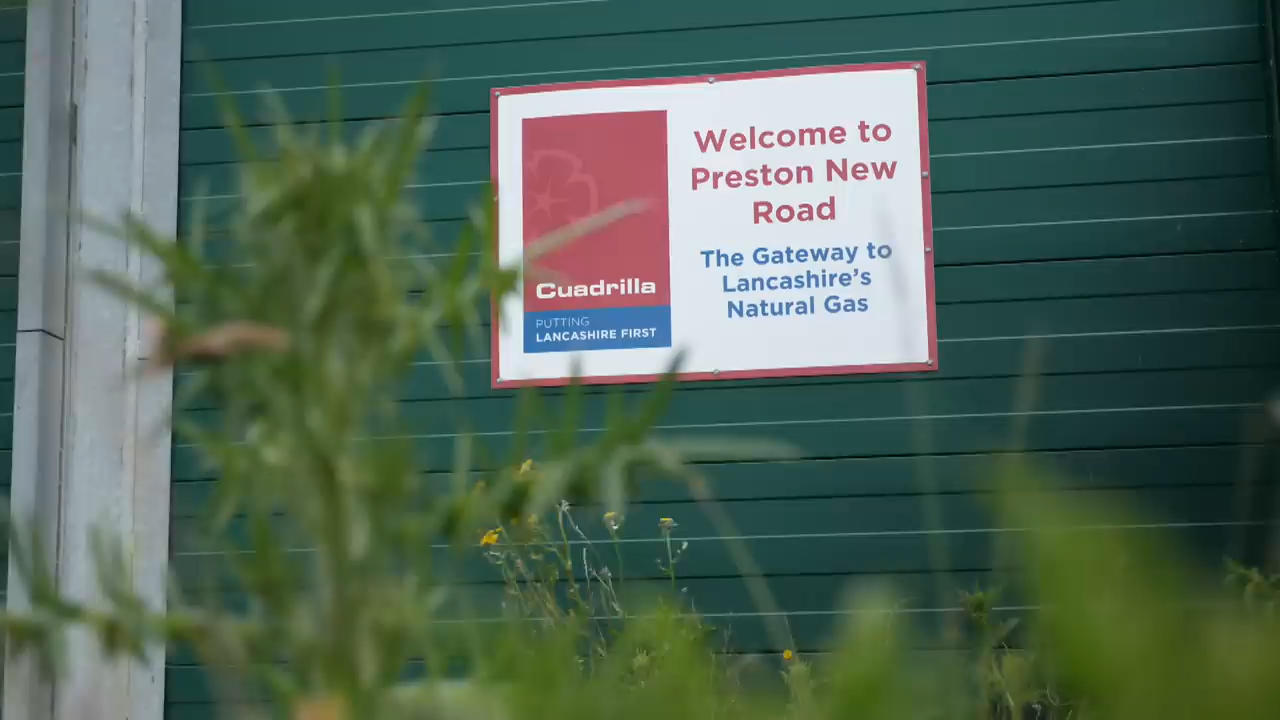 Cuadrilla
PUTTING
LANCASHIRE FIRST
Welcome to
Preston New
Road
The Gateway to
Lancashire's
Natural Gas